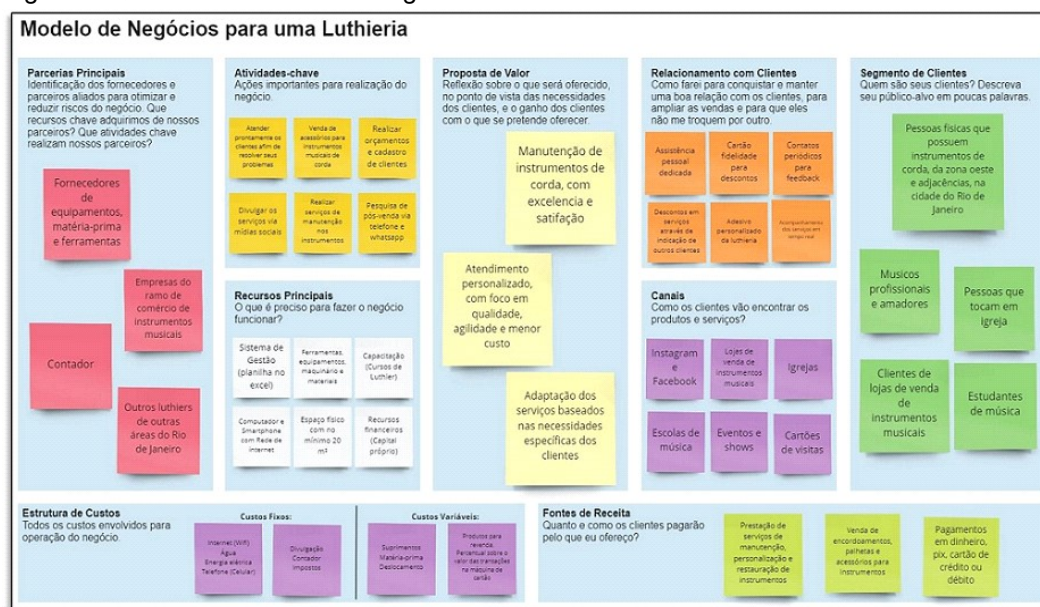 Modelo de Negócios para uma Luthieria
Parcerias Principais
Identificação dos fornecedores e
parceiros aliados para otimizar e
reduzir riscos do negócio. Que
recursos chave adquirimos de nossos
parceiros? Que atividades chave
realizam nossos parceiros?
Fornecedores
de
equipamentos,
matéria-prima
e ferramentas
Empresas do
ramo de
comércio de
instrumentos
musicais
Contador
Outros luthiers
de outras
áreas do Rio
de Janeiro
Atividades-chave
Ações importantes para realização do
negócio.
Atender
prontamente os
clientes afim de
resolver seus
problemas
Venda de
acessórios para
instrumentos
musicais de
corda
Realizar
orçamentos
e cadastro
de clientes
Divulgar os
serviços via
mídias sociais
Realizar
serviços de
manutenção
nos
instrumentos
Pesquisa de
pós-venda via
telefone e
whatsapp
Recursos Principais
O que é preciso para fazer o negócio
funcionar?
Sistema de
Gestão
(planilha no
excel)
Ferramentas,
equipamentos,
maquinário e
materiais
Capacitação
(Cursos de
Luthier)
Computador e
Smartphone
com Rede de
internet
Espaço físico
com no
mínimo 20
m²
Recursos
financeiros
(Capital
próprio)
Proposta de Valor
Reflexão sobre o que será oferecido,
no ponto de vista das necessidades
dos clientes, e o ganho dos clientes
com o que se pretende oferecer.
Manutenção de
instrumentos de
corda, com
excelencia e
satifação
Atendimento
personalizado,
com foco em
qualidade,
agilidade e menor
custo
Adaptação dos
serviços baseados
nas necessidades
específicas dos
clientes
Relacionamento com Clientes
Como farei para conquistar e manter
uma boa relação com os clientes, para
ampliar as vendas e para que eles
não me troquem por outro.
Assistência
pessoal
dedicada
Cartão
fidelidade
para
descontos
Contatos
periódicos
para
feedback
Descontos em
serviços
através de
indicação de
outros clientes
Adesivo
personalizado
da luthieria
Acompanhamento
dos serviços em
tempo real
Canais
Como os clientes vão encontrar os
produtos e serviços?
Instagram
e
Facebook
Lojes de
venda de
instrumentos
musicais
Igrejas
Escolas de
música
Eventos e
shows
Cartões
de visitas
Segmento de Clientes
Quem são seus clientes? Descreva
seu público-alvo em poucas palavras.
Pessoas físicas que
possuem
instrumentos de
corda, da zona oeste
e adjacências, na
cidade do Rio de
Janeiro
Musicos
profissionais
e amadores
Pessoas que
tocam em
igreja
Clientes de
lojas de venda
de
instrumentos
musicais
Estudantes
de música
Estrutura de Custos
Todos os custos envolvidos para
operação do negócio.
Custos Fixos:
Internet (Wifi)
Água
Energia elétrica
Telefone (Celular)
Divulgação
Contador
Impostos
Custos Variáveis:
Suprimentos
Matéria-prima
Deslocamento
Produtos para
revenda.
Percentual sobre o
valor das transações
na máquina de
cartão
Fontes de Receita
Quanto e como os clientes pagarão
pelo que eu ofereço?
Prestação de
serviços de
manutenção,
personalização e
restauração de
instrumentos
Venda de
encordoamentos,
palhetas e
acessórios para
instrumentos
Pagamentos
em dinheiro,
pix, cartão de
crédito ou
débito